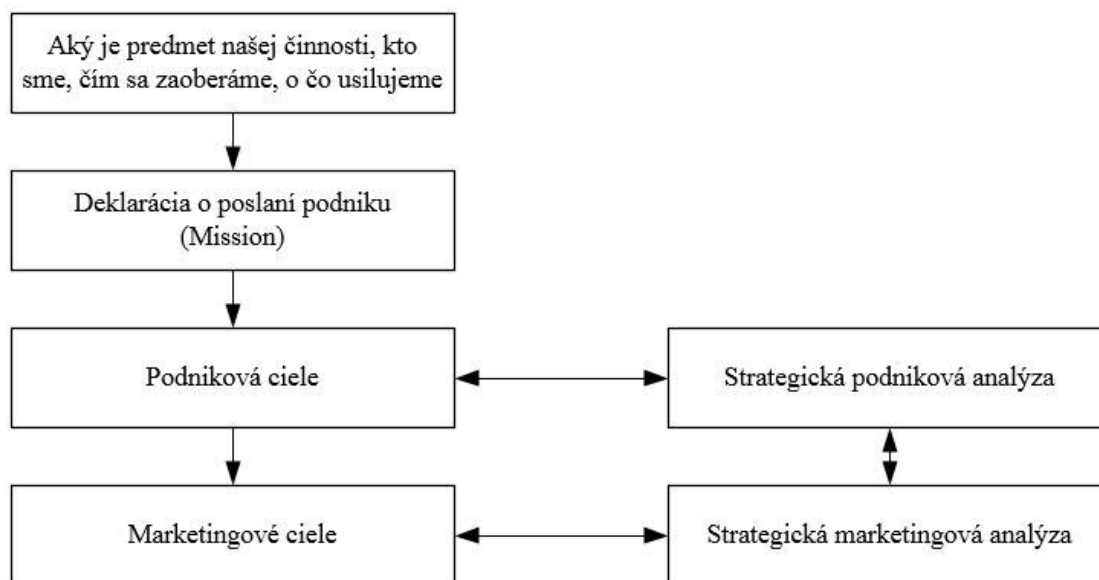 Aký je predmet našej činnosti, kto
sme, čím sa zaoberáme, o čo usilujeme
Deklarácia o poslaní podniku
(Mission)
Podniková ciele
Strategická podniková analýza
Marketingové ciele
Strategická marketingová analýza